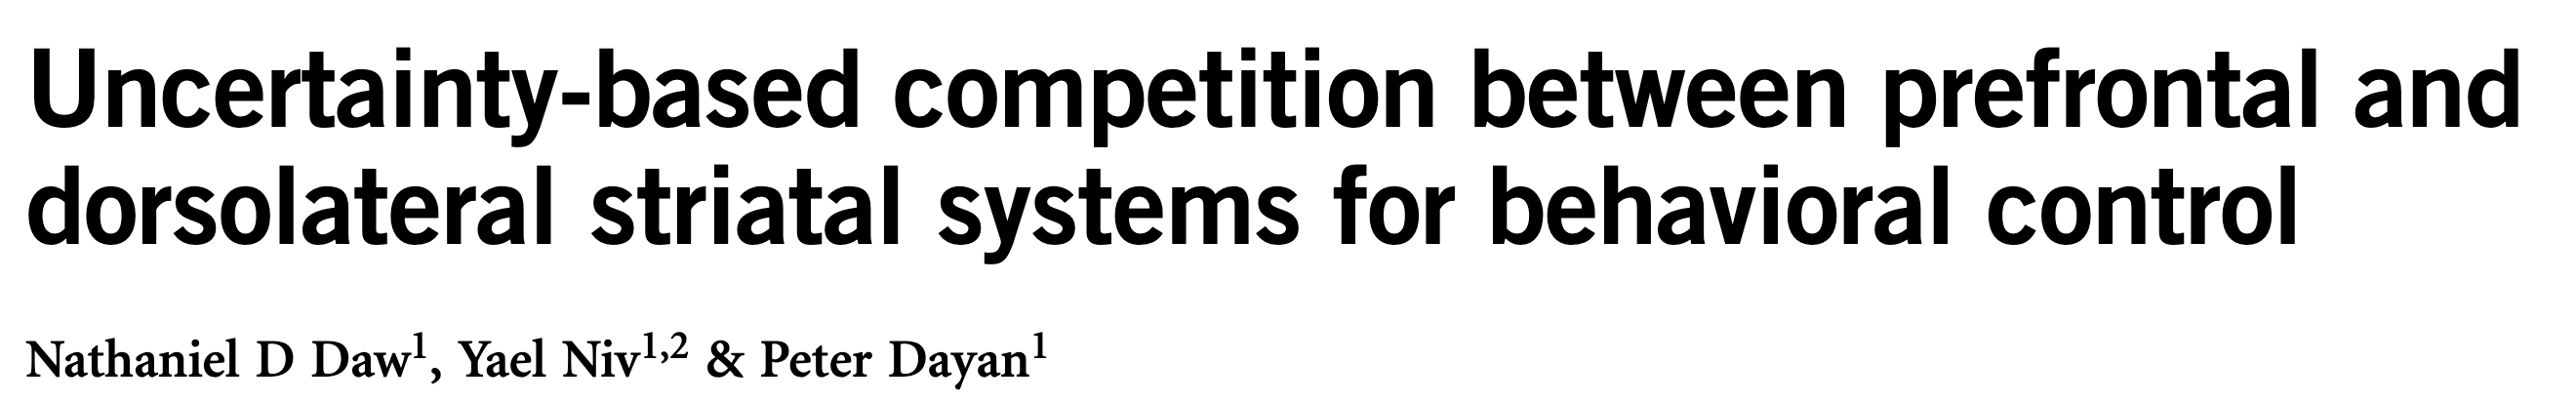 Uncertainty-based competition between prefrontal and
dorsolateral striatal systems for behavioral control
Nathaniel D Daw¹, Yael Niv¹,² & Peter Dayan¹